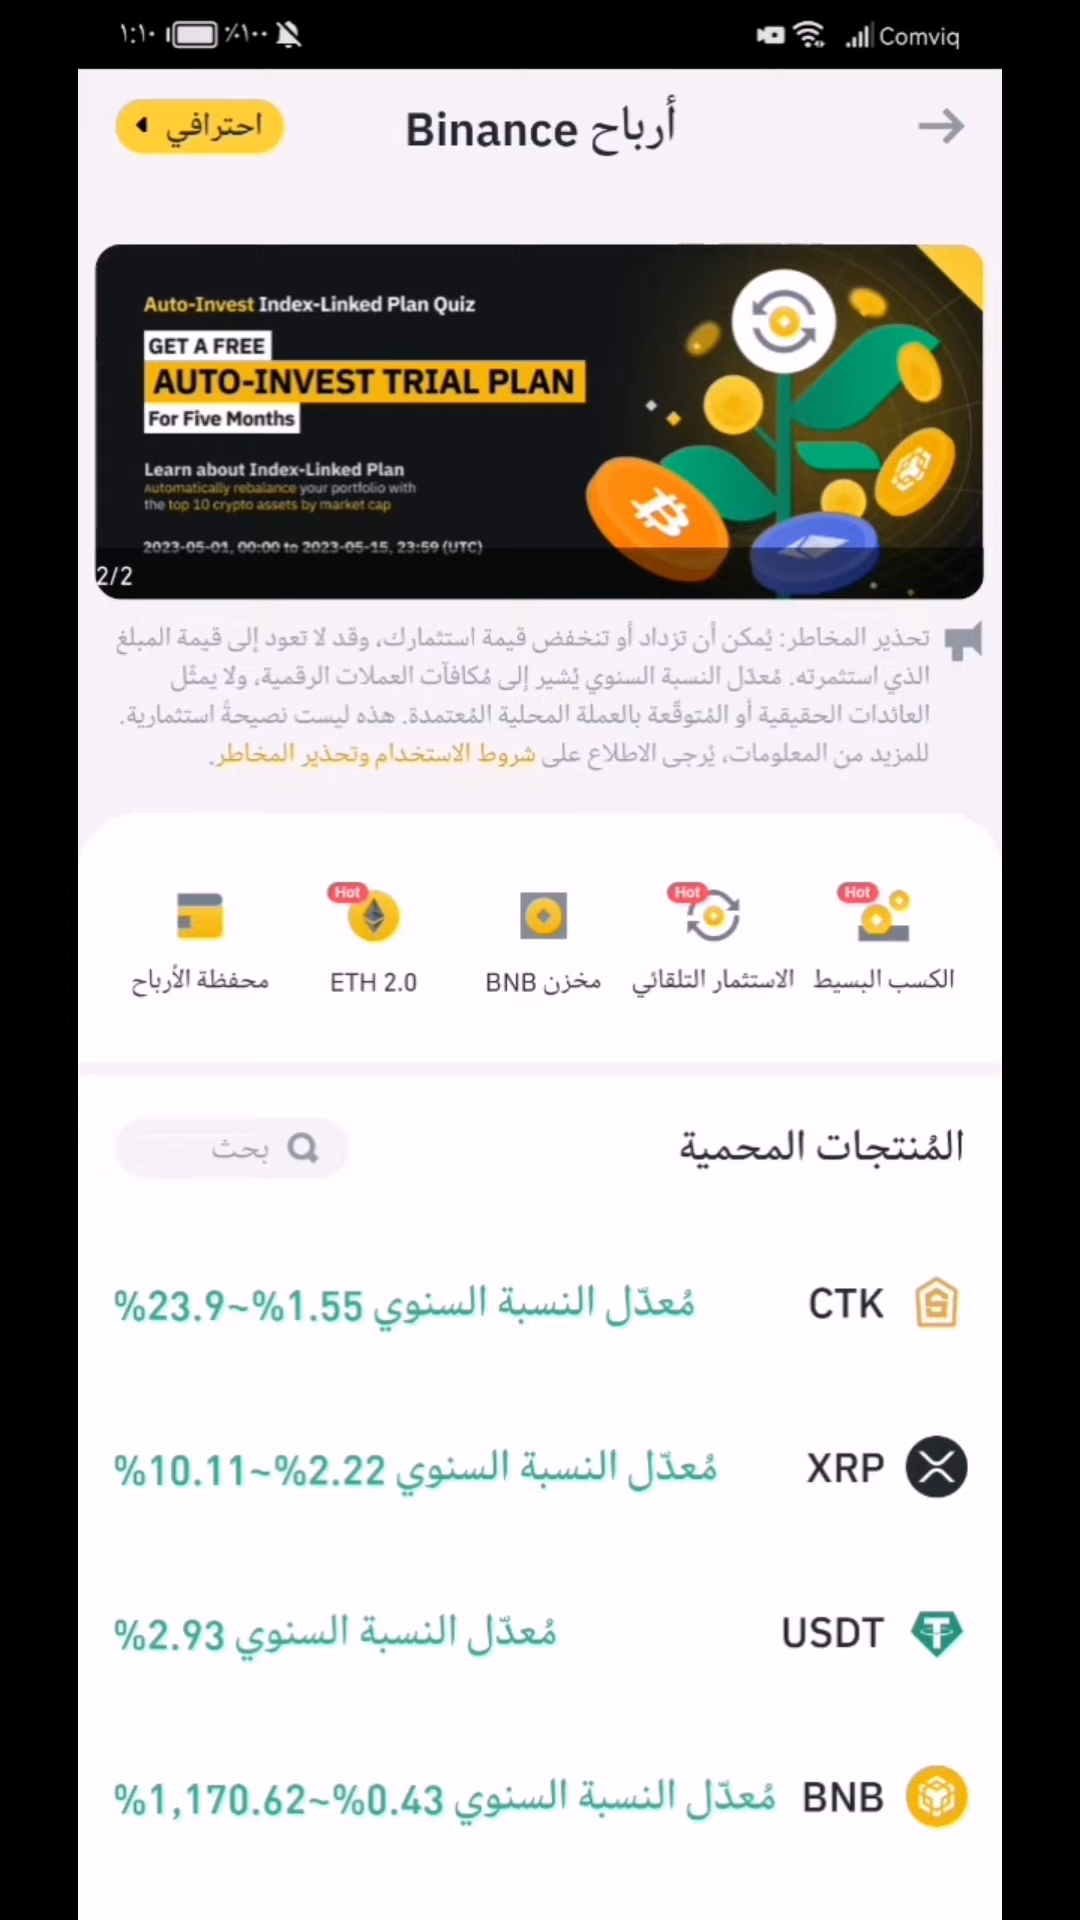 ١:١٠ ٪١٠٠ Comviq
أرباح Binance
احترافي
Auto-Invest Index-Linked Plan Quiz
GET A FREE
AUTO-INVEST TRIAL PLAN
For Five Months
Learn about Index-Linked Plan
Automatically rebalance your portfolio with
the top 10 crypto assets by market cap
2023-05-01, 00:00 to 2023-05-15, 23:59 (UTC)
2/2
تحذير المخاطر: يُمكن أن تزداد أو تنخفض قيمة استثمارك، وقد لا تعود إلى قيمة المبلغ
الذي استثمرته. مُعدّل النسبة السنوي يُشير إلى مُكافآت العملات الرقمية، ولا يمثّل
العائدات الحقيقية أو المُتوقّعة بالعملة المحلية المُعتمدة. هذه ليست نصيحةً استثمارية.
للمزيد من المعلومات، يُرجى الاطلاع على شروط الاستخدام وتحذير المخاطر.
Hot Hot Hot
الكسب البسيط الاستثمار التلقائي مخزن BNB ETH 2.0 محفظة الأرباح
المُنتجات المحمية
بحث
CTK مُعدّل النسبة السنوي 1.55%~23.9%
XRP مُعدّل النسبة السنوي 2.22%~10.11%
USDT مُعدّل النسبة السنوي 2.93%
BNB مُعدّل النسبة السنوي 0.43%~1,170.62%